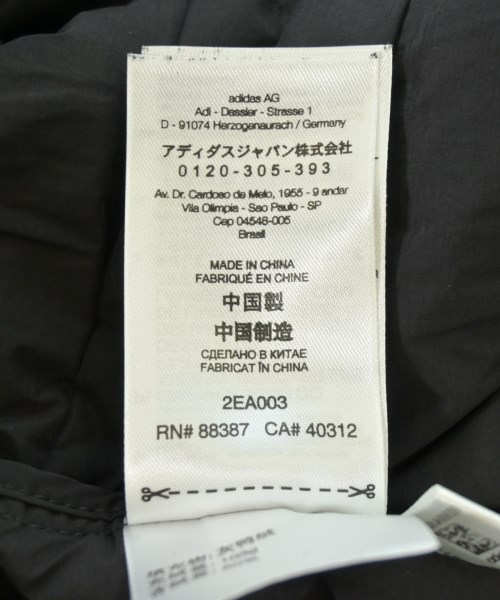 adidas AG
Adi - Dassler - Strasse 1
D - 91074 Herzogenaurach / Germany
アディダスジャパン株式会社
0120-305-393
Av. Dr. Cardoso de Melo, 1955 - 9 andar
Vila Olimpia - Sao Paulo - SP
Cep 04548-005
Brasil
MADE IN CHINA
FABRIQUÉ EN CHINE
中国製
中国制造
СДЕЛАНО В КИТАЕ
FABRICAT ÎN CHINA
2EA003
RN# 88387 CA# 40312